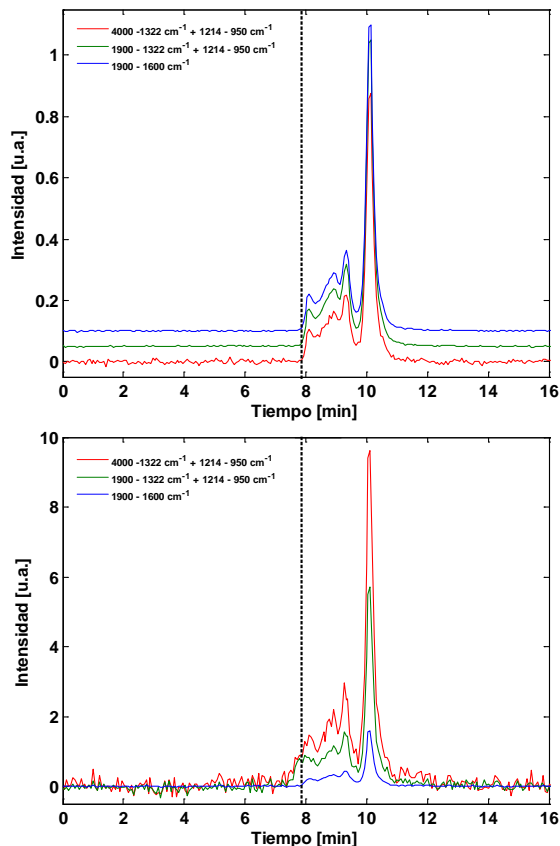 4000 -1322 cm⁻¹ + 1214 - 950 cm⁻¹
1900 - 1322 cm⁻¹ + 1214 - 950 cm⁻¹
1900 - 1600 cm⁻¹
1
0.8
0.6
0.4
0.2
0
Intensidad [u.a.]
0 2 4 6 8 10 12 14 16
Tiempo [min]
10
8
6
4
2
0
4000 -1322 cm⁻¹ + 1214 - 950 cm⁻¹
1900 - 1322 cm⁻¹ + 1214 - 950 cm⁻¹
1900 - 1600 cm⁻¹
Intensidad [u.a.]
0 2 4 6 8 10 12 14 16
Tiempo [min]